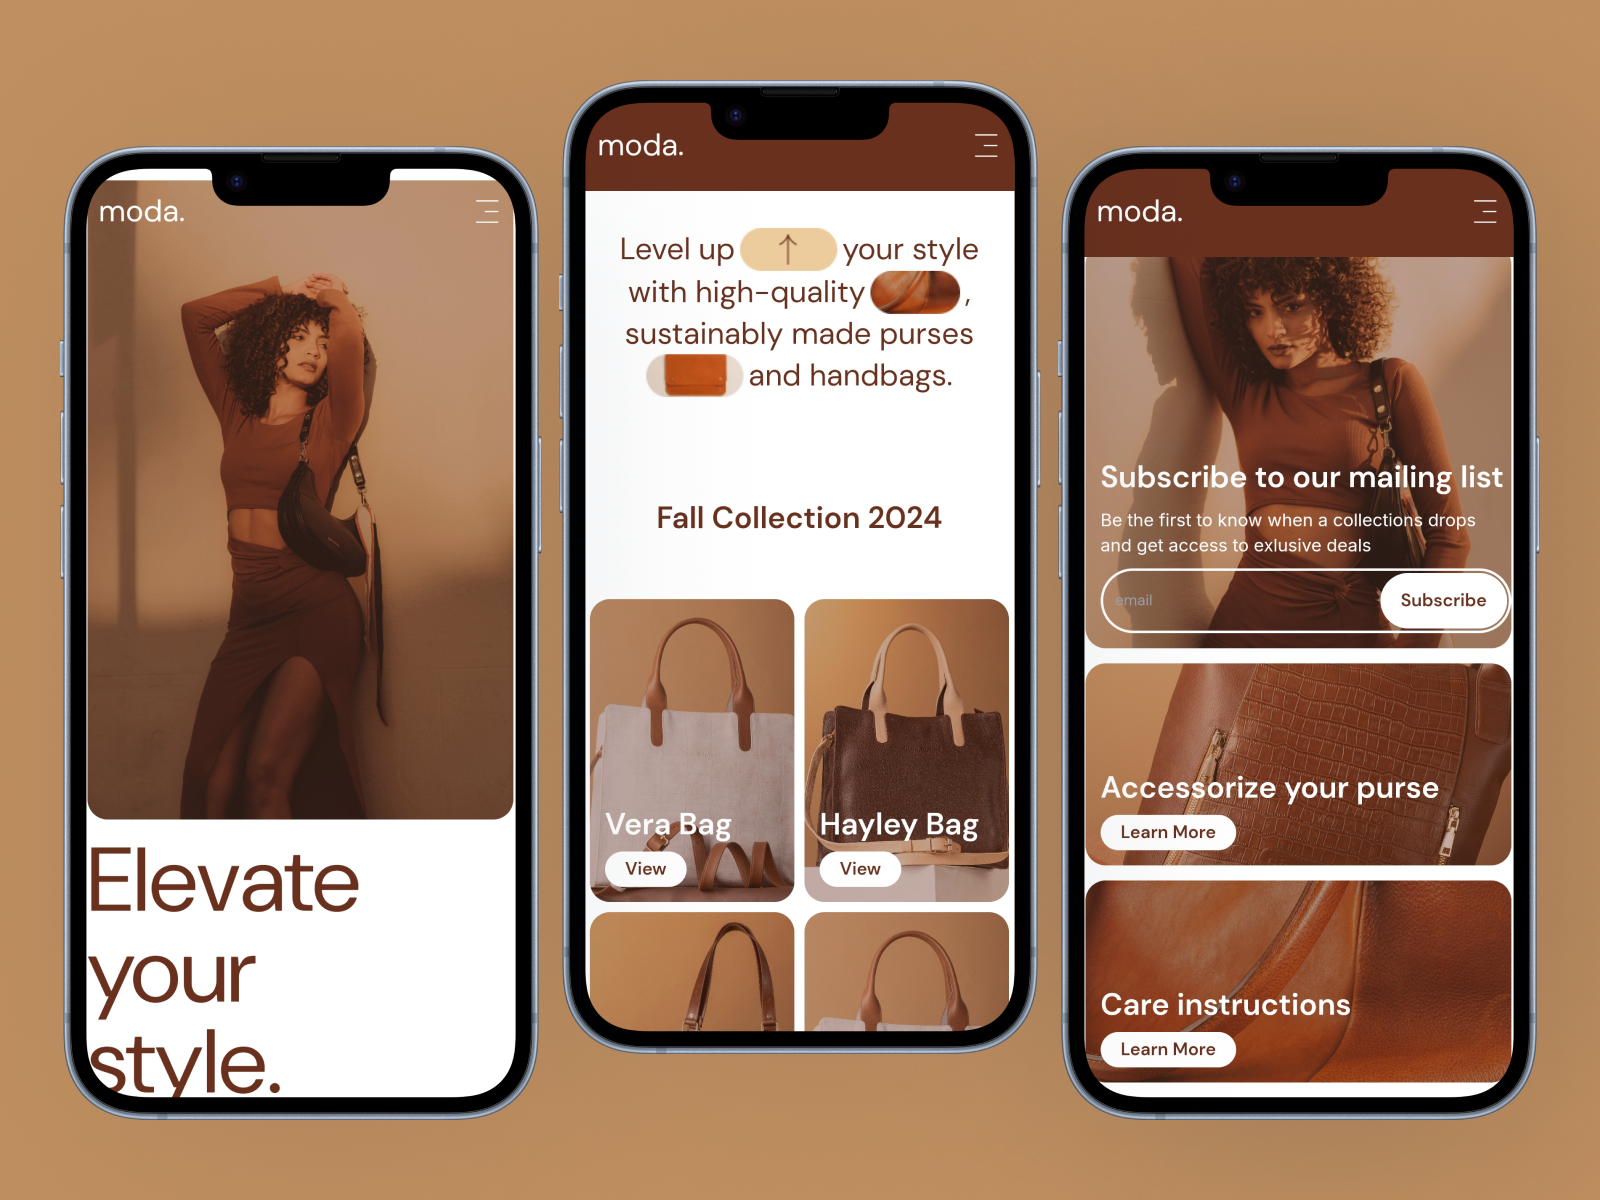 moda.
Elevate
your
style.
moda.
Level up ↑ your style
with high-quality ,
sustainably made purses
and handbags.
Fall Collection 2024
Vera Bag
View
Hayley Bag
View
moda.
Subscribe to our mailing list
Be the first to know when a collections drops
and get access to exlusive deals
email
Subscribe
Accessorize your purse
Learn More
Care instructions
Learn More